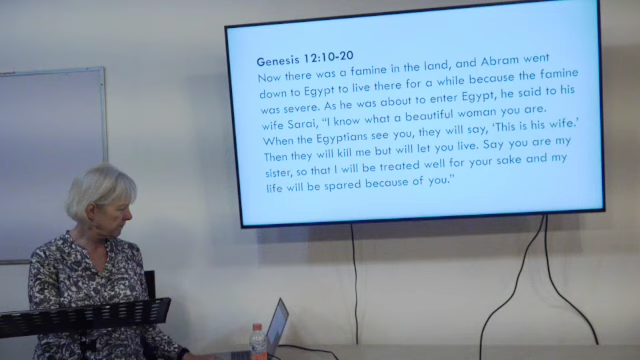 Genesis 12:10-20
Now there was a famine in the land, and Abram went
down to Egypt to live there for a while because the famine
was severe. As he was about to enter Egypt, he said to his
wife Sarai, “I know what a beautiful woman you are.
When the Egyptians see you, they will say, ‘This is his wife.’
Then they will kill me but will let you live. Say you are my
sister, so that I will be treated well for your sake and my
life will be spared because of you.”